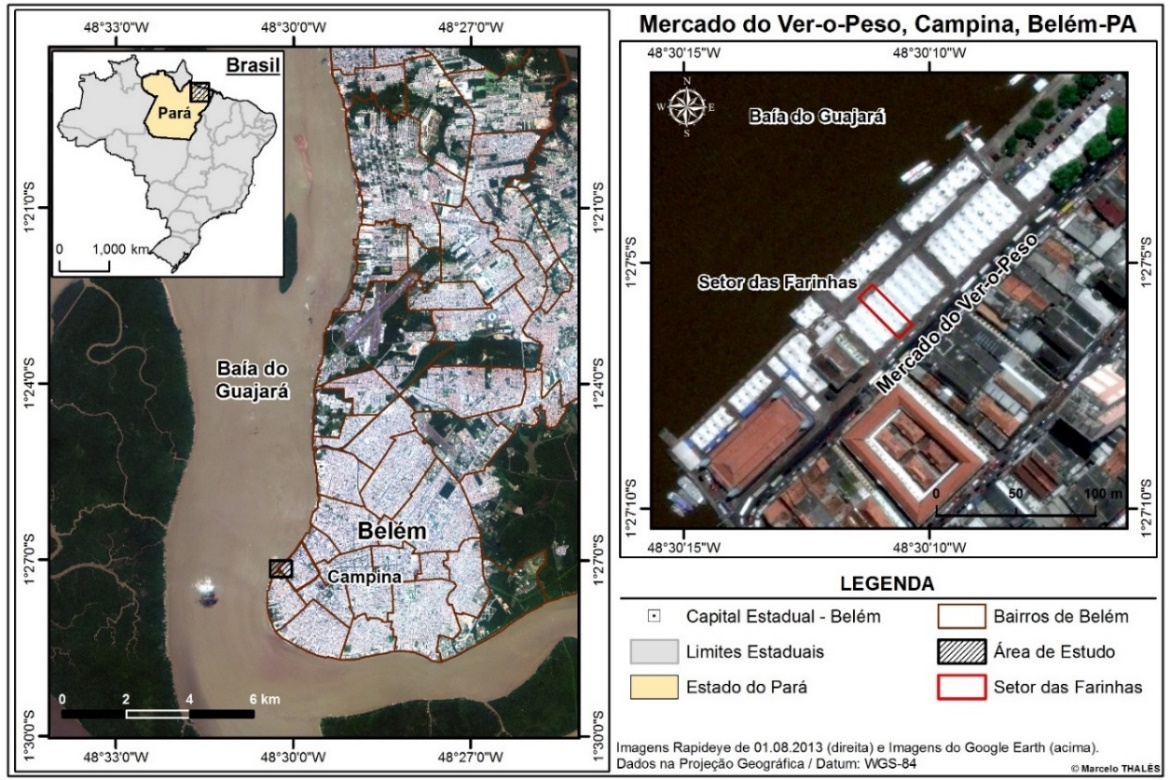 48°33'0"W
48°30'0"W
48°27'0"W
Brasil
Pará
0
1,000 km
1°21'0"S
1°21'0"S
Baía do
Guajará
1°24'0"S
1°24'0"S
Belém
1°27'0"S
1°27'0"S
Campina
0
2
4
6 km
1°30'0"S
1°30'0"S
48°33'0"W
48°30'0"W
48°27'0"W
Mercado do Ver-o-Peso, Campina, Belém-PA
48°30'15"W
48°30'10"W
N
W
E
S
Baía do Guajará
1°27'5"S
1°27'5"S
Setor das Farinhas
Mercado do Ver-o-Peso
0
50
100 m
1°27'10"S
1°27'10"S
48°30'15"W
48°30'10"W
LEGENDA
Capital Estadual - Belém
Bairros de Belém
Limites Estaduais
Área de Estudo
Estado do Pará
Setor das Farinhas
Imagens Rapideye de 01.08.2013 (direita) e Imagens do Google Earth (acima).
Dados na Projeção Geográfica / Datum: WGS-84
© Marcelo THALÊS